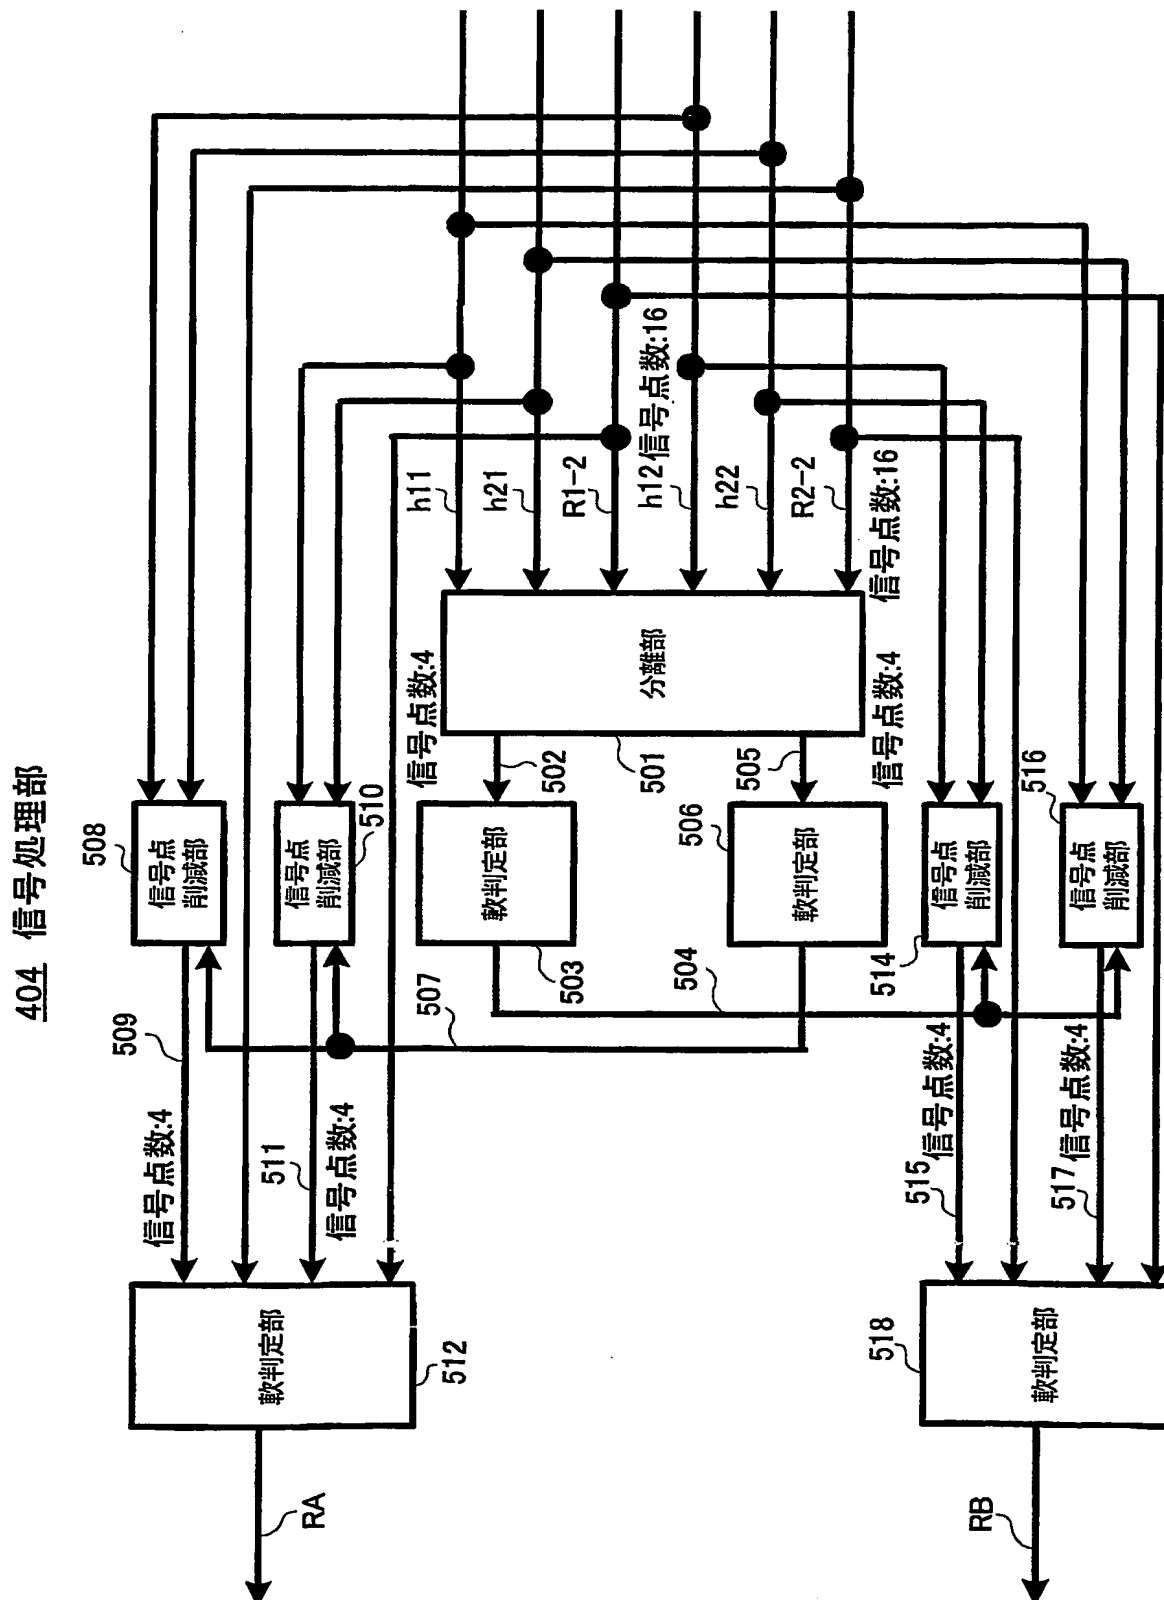 404 信号処理部
h11
h21
R1-2
信号点数:16
h12
h22
R2-2
信号点数:16
分離部
501
信号点数:4
502
505
信号点数:4
508
信号点
削減部
信号点
削減部
510
軟判定部
503
506
軟判定部
514
信号点
削減部
516
信号点
削減部
504
507
509
信号点数:4
511
信号点数:4
515
信号点数:4
517
信号点数:4
軟判定部
512
518
軟判定部
RA
RB